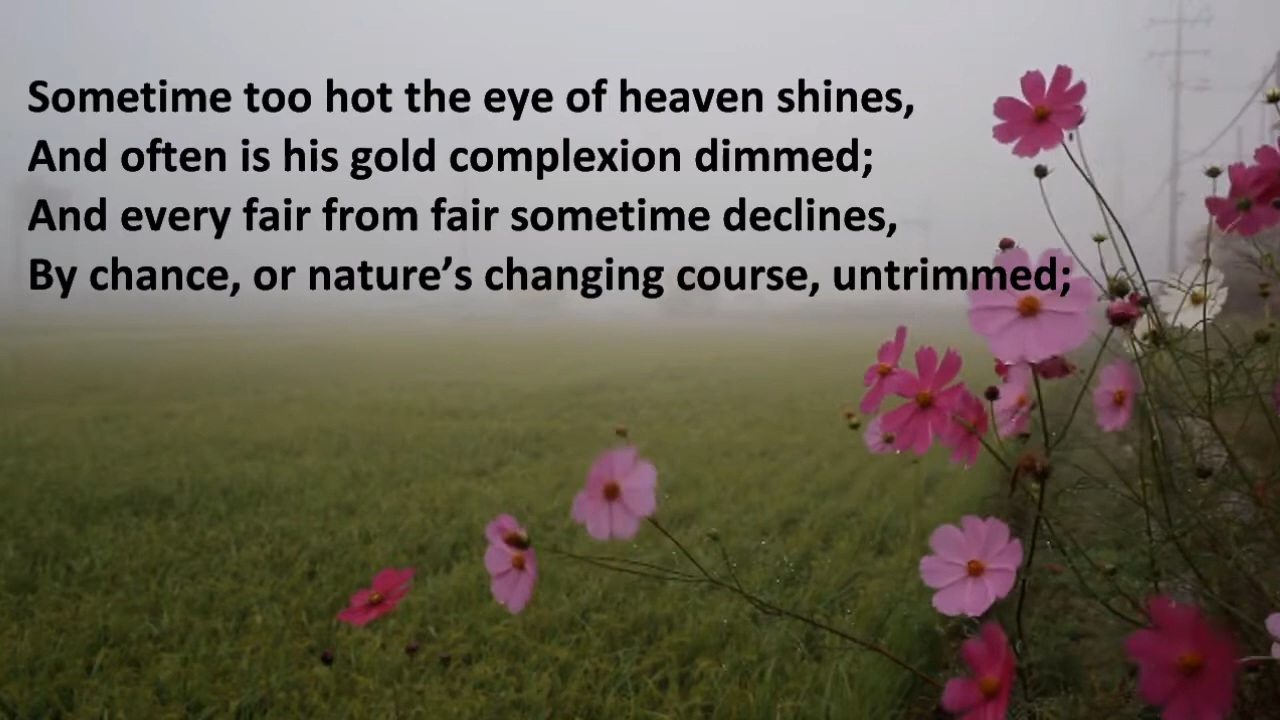 Sometime too hot the eye of heaven shines,
And often is his gold complexion dimmed;
And every fair from fair sometime declines,
By chance, or nature’s changing course, untrimmed;